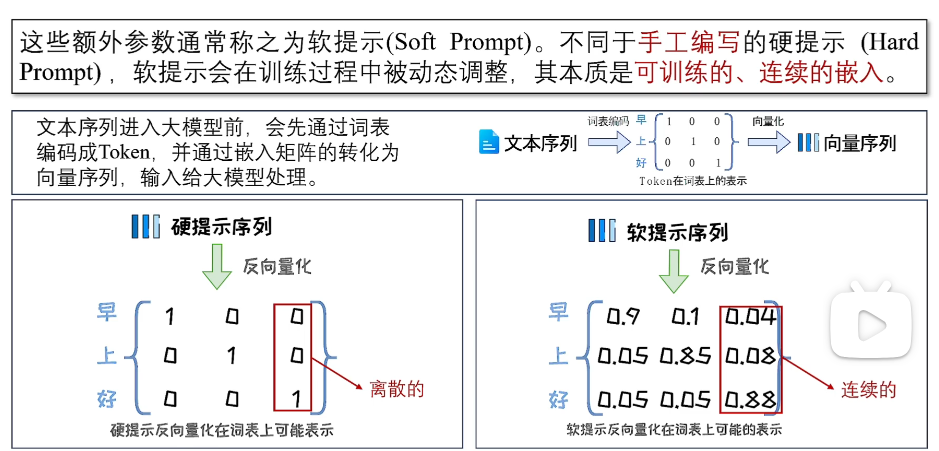 这些额外参数通常称之为软提示(Soft Prompt)。不同于手工编写的硬提示 (Hard
Prompt) ，软提示会在训练过程中被动态调整，其本质是可训练的、连续的嵌入。
文本序列进入大模型前，会先通过词表
编码成Token，并通过嵌入矩阵的转化为
向量序列，输入给大模型处理。
文本序列
词表编码
早 1 0 0
上 0 1 0
好 0 0 1
Token在词表上的表示
向量化
向量序列
硬提示序列
反向量化
早 1 0 0
上 0 1 0
好 0 0 1
离散的
硬提示反向量化在词表上可能表示
软提示序列
反向量化
早 0.9 0.1 0.04
上 0.05 0.85 0.08
好 0.05 0.05 0.88
连续的
软提示反向量化在词表上可能的表示